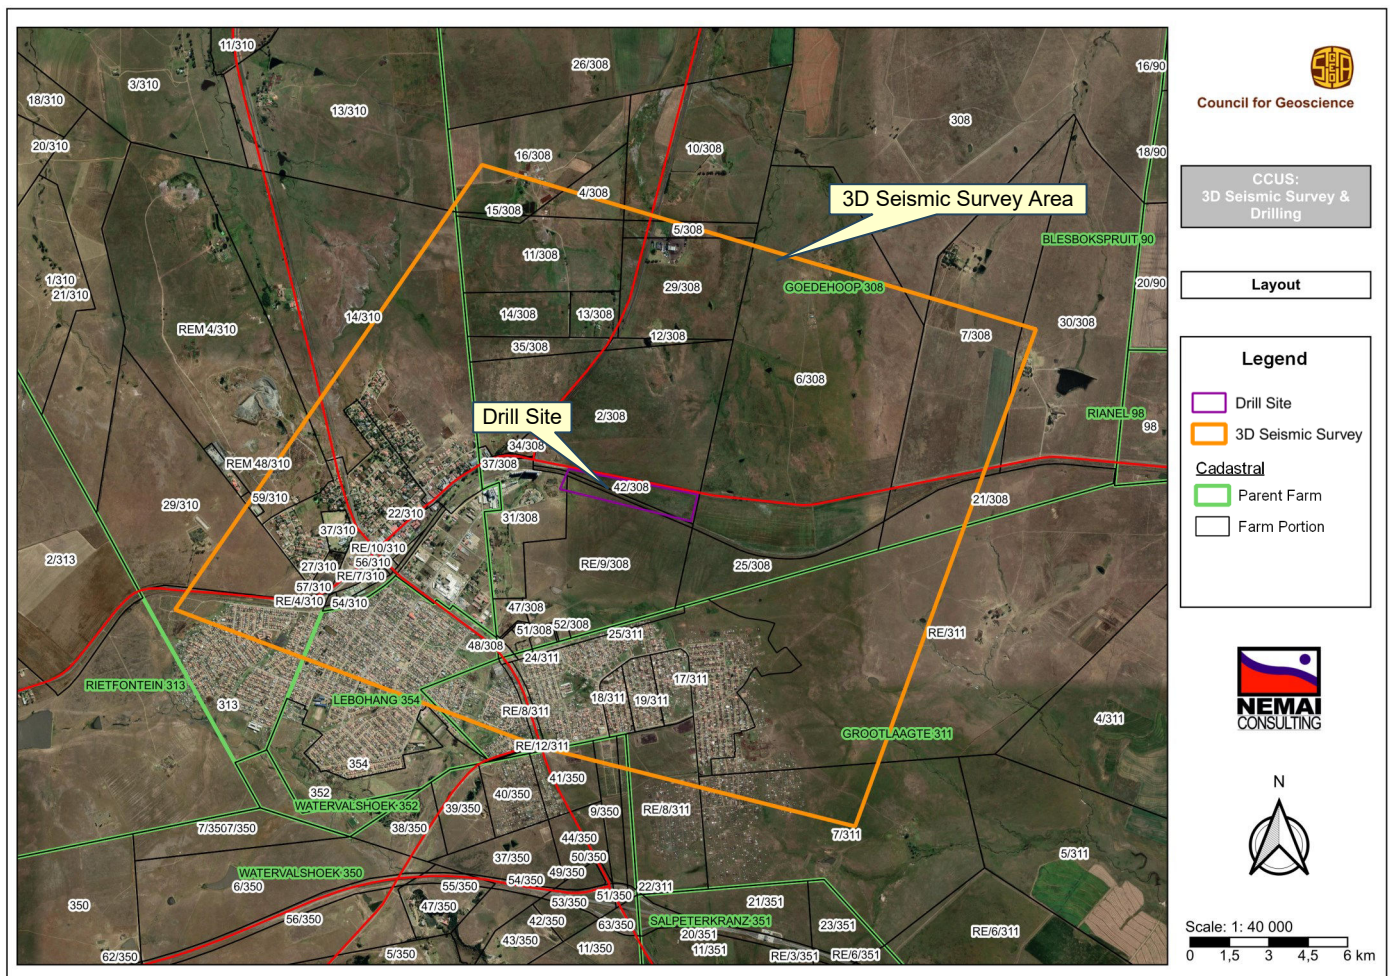 11/310
26/308
16/90
3/310
18/310
13/310
308
20/310
10/308
18/90
16/308
4/308
3D Seismic Survey Area
15/308
5/308
BLESBOKSPRUIT 90
11/308
1/310
21/310
29/308
GOEDEHOOP 308
20/90
14/310
14/308
13/308
30/308
REM 4/310
12/308
7/308
35/308
6/308
Drill Site
2/308
RIANEL 98
98
34/308
REM 48/310
37/308
42/308
59/310
21/308
29/310
22/310
31/308
37/310
RE/10/310
2/313
56/310
27/310
RE/7/310
RE/9/308
25/308
57/310
RE/4/310
54/310
47/308
51/308
52/308
25/311
RE/311
48/308
24/311
17/311
RIETFONTEIN 313
LEBOHANG 354
18/311
19/311
313
RE/8/311
4/311
GROOTLAAGTE 311
RE/12/311
354
41/350
352
40/350
WATERVALSHOEK 352
39/350
9/350
RE/8/311
7/3507/350
38/350
7/311
44/350
37/350
50/350
5/311
WATERVALSHOEK 350
49/350
6/350
55/350
54/350
22/311
51/350
350
47/350
53/350
21/351
56/350
42/350
63/350
SALPETERKRANZ 351
23/351
20/351
RE/6/311
43/350
62/350
5/350
11/350
11/351
RE/3/351
RE/6/351
Council for Geoscience
CCUS:
3D Seismic Survey &
Drilling
Layout
Legend
Drill Site
3D Seismic Survey
Cadastral
Parent Farm
Farm Portion
NEMAI
CONSULTING
N
Scale: 1: 40 000
0 1,5 3 4,5 6 km